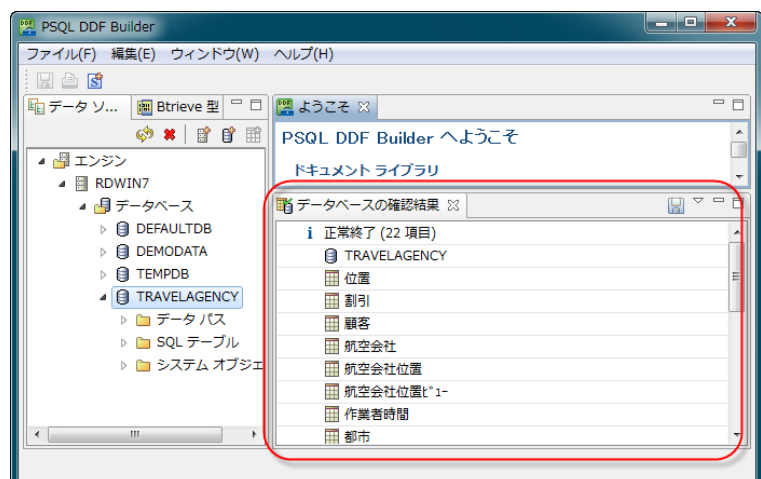 PSQL DDF Builder
ファイル(F) 編集(E) ウィンドウ(W) ヘルプ(H)
データ ソ... Btrieve 型
エンジン
RDWIN7
データベース
DEFAULTDB
DEMODATA
TEMPDB
TRAVELAGENCY
データ パス
SQL テーブル
システム オブジェ
ようこそ
PSQL DDF Builder へようこそ
ドキュメント ライブラリ
データベースの確認結果
正常終了 (22 項目)
TRAVELAGENCY
位置
割引
顧客
航空会社
航空会社位置
航空会社位置ﾋﾞｭｰ
作業者時間
都市